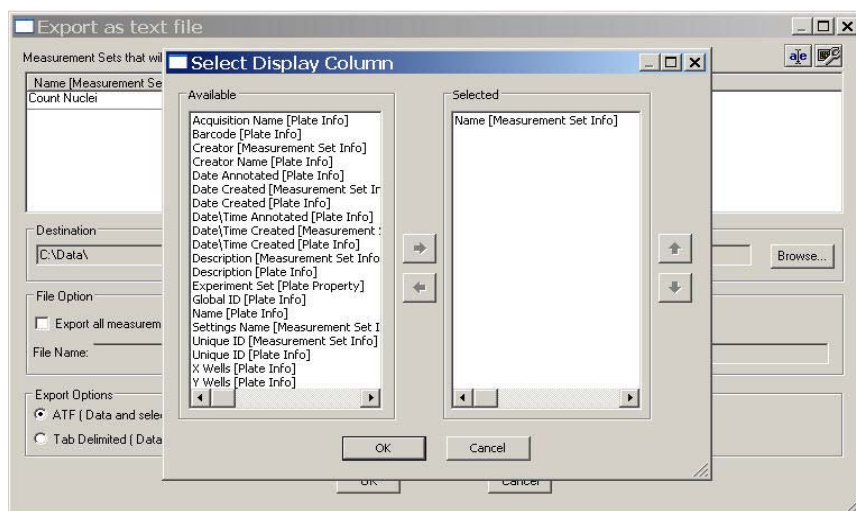 Export as text file
Measurement Sets that wil
Name [Measurement Se
Count Nuclei
Select Display Column
Available
Acquisition Name [Plate Info]
Barcode [Plate Info]
Creator [Measurement Set Info]
Creator Name [Plate Info]
Date Annotated [Plate Info]
Date Created [Measurement Set Ir
Date Created [Plate Info]
Date\Time Annotated [Plate Info]
Date\Time Created [Measurement :
Date\Time Created [Plate Info]
Description [Measurement Set Info
Description [Plate Info]
Experiment Set [Plate Property]
Global ID [Plate Info]
Name [Plate Info]
Settings Name [Measurement Set I
Unique ID [Measurement Set Info]
Unique ID [Plate Info]
X Wells [Plate Info]
Y Wells [Plate Info]
Selected
Name [Measurement Set Info]
OK
Cancel
Destination
C:\Data\
Browse...
File Option
Export all measurem
File Name:
Export Options
ATF ( Data and sele
Tab Delimited ( Data
OK
Cancel
a|e